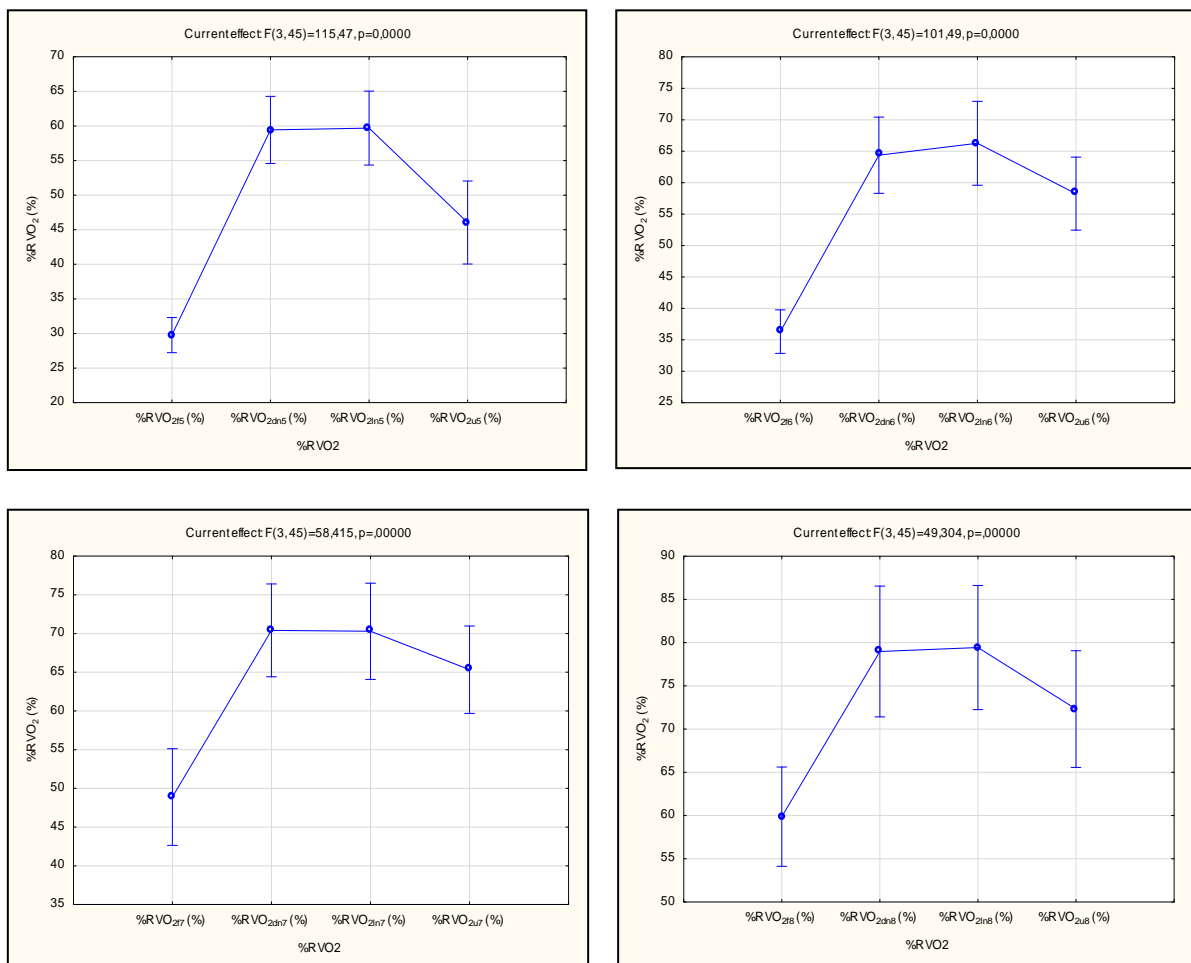 Current effect: F(3, 45)=115,47, p=0,0000
70
65
60
55
50
45
40
35
30
25
20
%RVO2 (%)
%RVO2f5 (%) %RVO2dn5 (%) %RVO2ln5 (%) %RVO2u5 (%)
%RVO2
Current effect: F(3, 45)=101,49, p=0,0000
80
75
70
65
60
55
50
45
40
35
30
25
%RVO2 (%)
%RVO2f6 (%) %RVO2dn6 (%) %RVO2ln6 (%) %RVO2u6 (%)
%RVO2
Current effect: F(3, 45)=58,415, p=,00000
80
75
70
65
60
55
50
45
40
35
%RVO2 (%)
%RVO2f7 (%) %RVO2dn7 (%) %RVO2ln7 (%) %RVO2u7 (%)
%RVO2
Current effect: F(3, 45)=49,304, p=,00000
90
85
80
75
70
65
60
55
50
%RVO2 (%)
%RVO2f8 (%) %RVO2dn8 (%) %RVO2ln8 (%) %RVO2u8 (%)
%RVO2